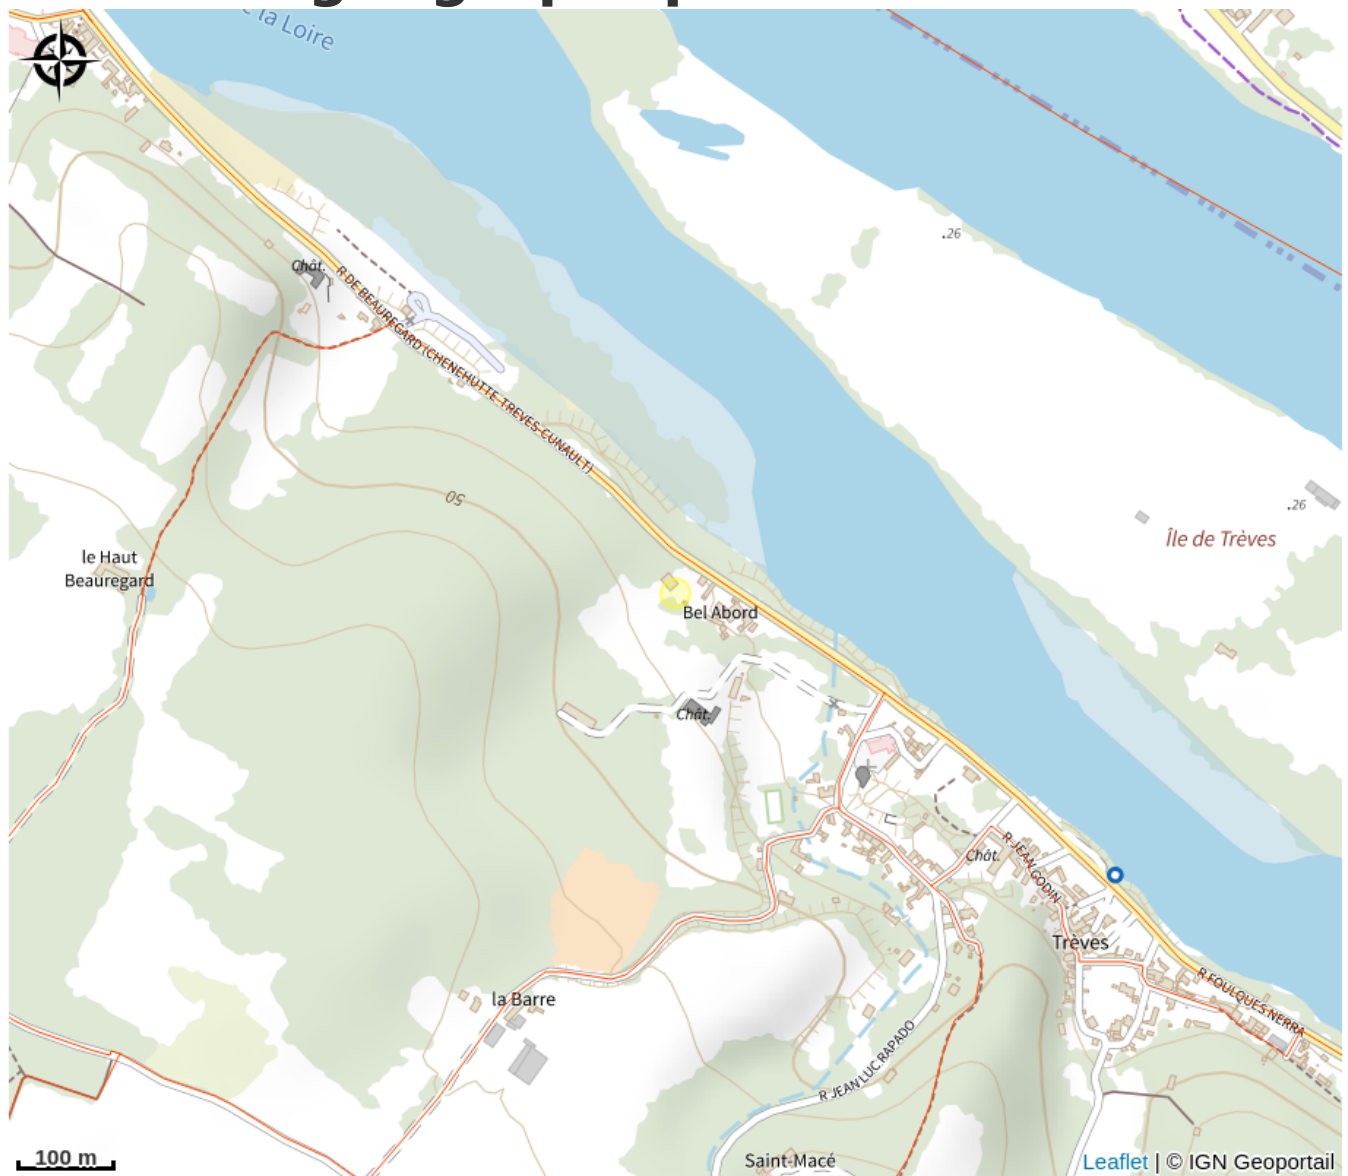 la Loire
.26
Chât.
R DE BEAUREGARD (CHENEHUTTE-TREVES-CUNAULT)
50
.26
Île de Trèves
le Haut
Beauregard
Bel Abord
Chât.
R JEAN GODIN
Chât.
Trèves
R FOULQUES NERRA
la Barre
R JEAN LUC RAPADO
100 m
Saint-Macé
Leaflet | © IGN Geoportail